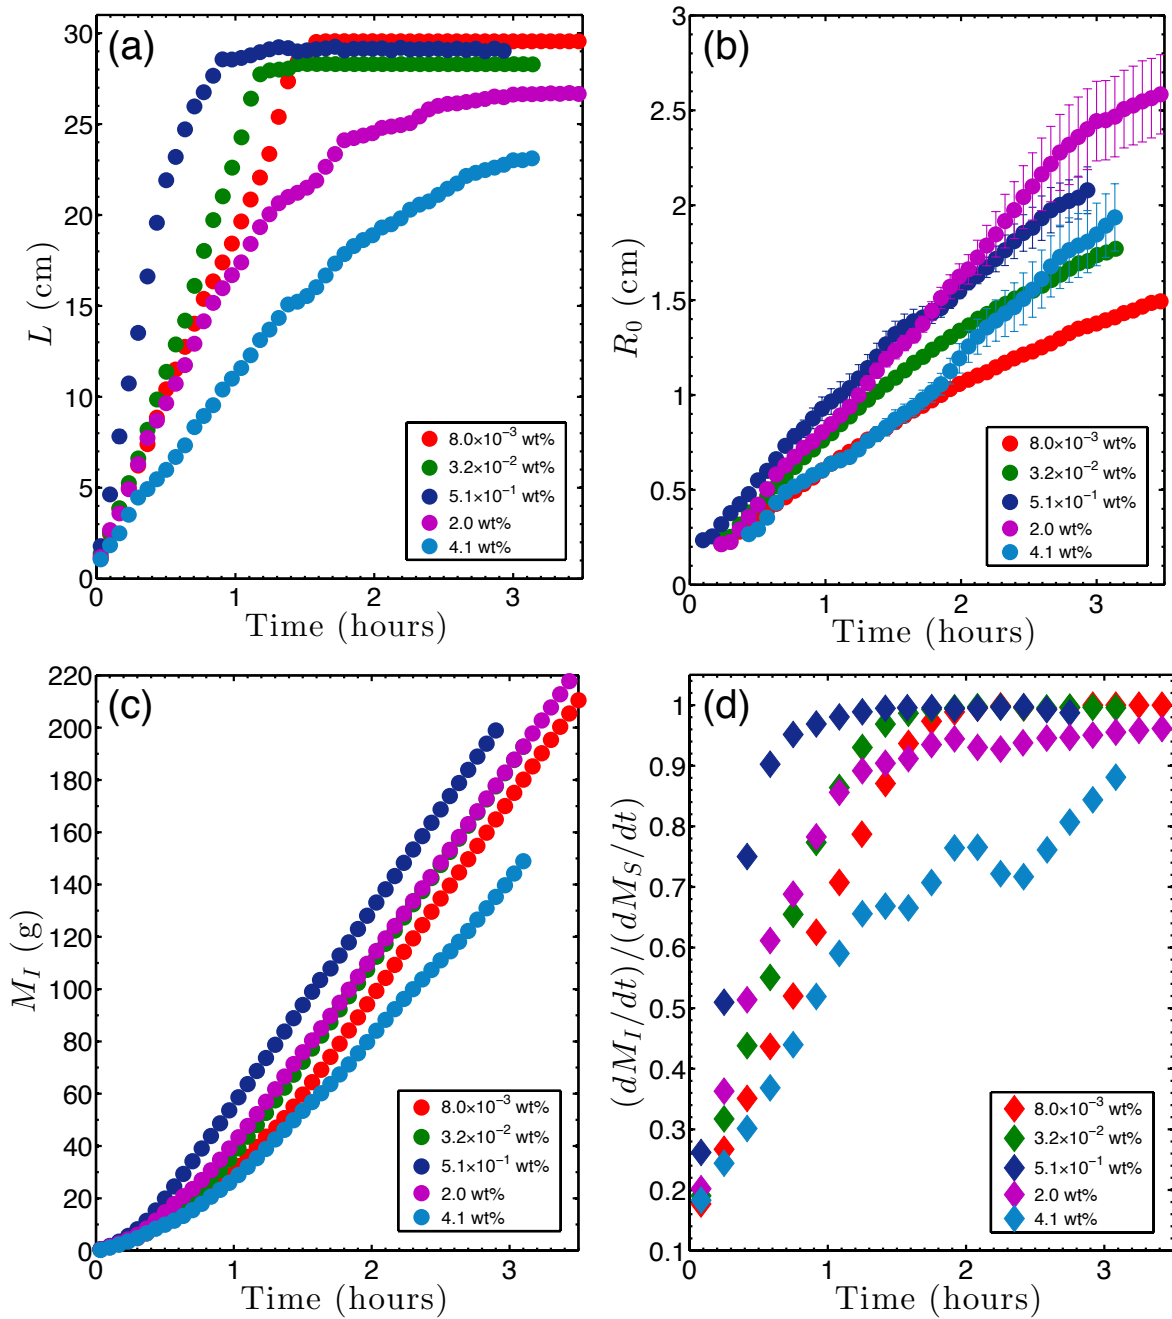 (a)
30
25
20
15
10
5
0
L (cm)
0 1 2 3
Time (hours)
8.0×10⁻³ wt%
3.2×10⁻² wt%
5.1×10⁻¹ wt%
2.0 wt%
4.1 wt%
(b)
3
2.5
2
1.5
1
0.5
0
R₀ (cm)
0 1 2 3
Time (hours)
8.0×10⁻³ wt%
3.2×10⁻² wt%
5.1×10⁻¹ wt%
2.0 wt%
4.1 wt%
(c)
220
200
180
160
140
120
100
80
60
40
20
0
M_I (g)
0 1 2 3
Time (hours)
8.0×10⁻³ wt%
3.2×10⁻² wt%
5.1×10⁻¹ wt%
2.0 wt%
4.1 wt%
(d)
1
0.9
0.8
0.7
0.6
0.5
0.4
0.3
0.2
0.1
(dM_I/dt)/(dM_S/dt)
0 1 2 3
Time (hours)
8.0×10⁻³ wt%
3.2×10⁻² wt%
5.1×10⁻¹ wt%
2.0 wt%
4.1 wt%